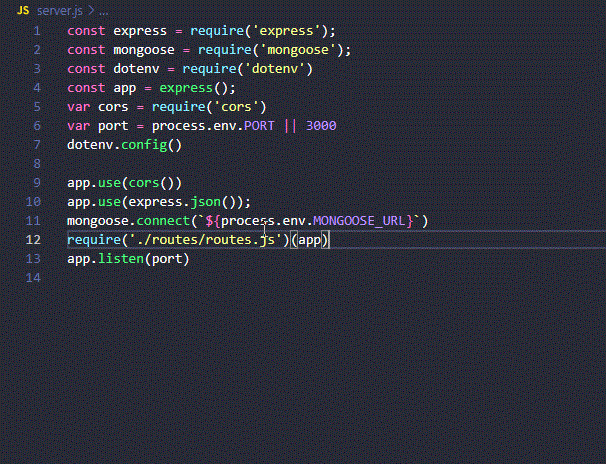 JS server.js > ...
1 const express = require('express');
2 const mongoose = require('mongoose');
3 const dotenv = require('dotenv')
4 const app = express();
5 var cors = require('cors')
6 var port = process.env.PORT || 3000
7 dotenv.config()
8
9 app.use(cors())
10 app.use(express.json());
11 mongoose.connect(`${process.env.MONGOOSE_URL}`)
12 require('./routes/routes.js')(app)
13 app.listen(port)
14